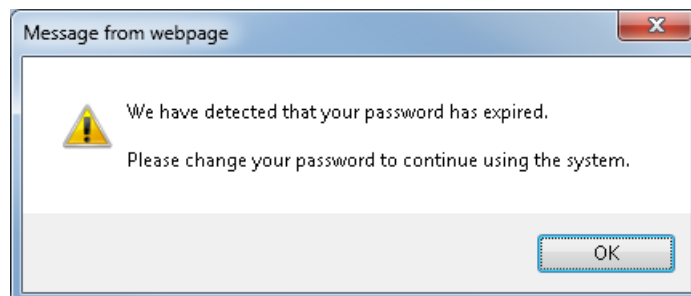 Message from webpage
We have detected that your password has expired.
Please change your password to continue using the system.
OK